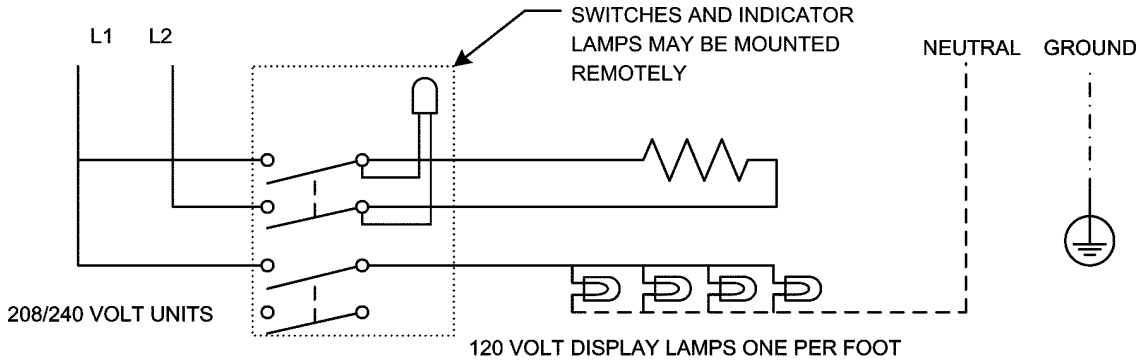 SWITCHES AND INDICATOR
LAMPS MAY BE MOUNTED
REMOTELY
L1 L2
NEUTRAL GROUND
208/240 VOLT UNITS
120 VOLT DISPLAY LAMPS ONE PER FOOT